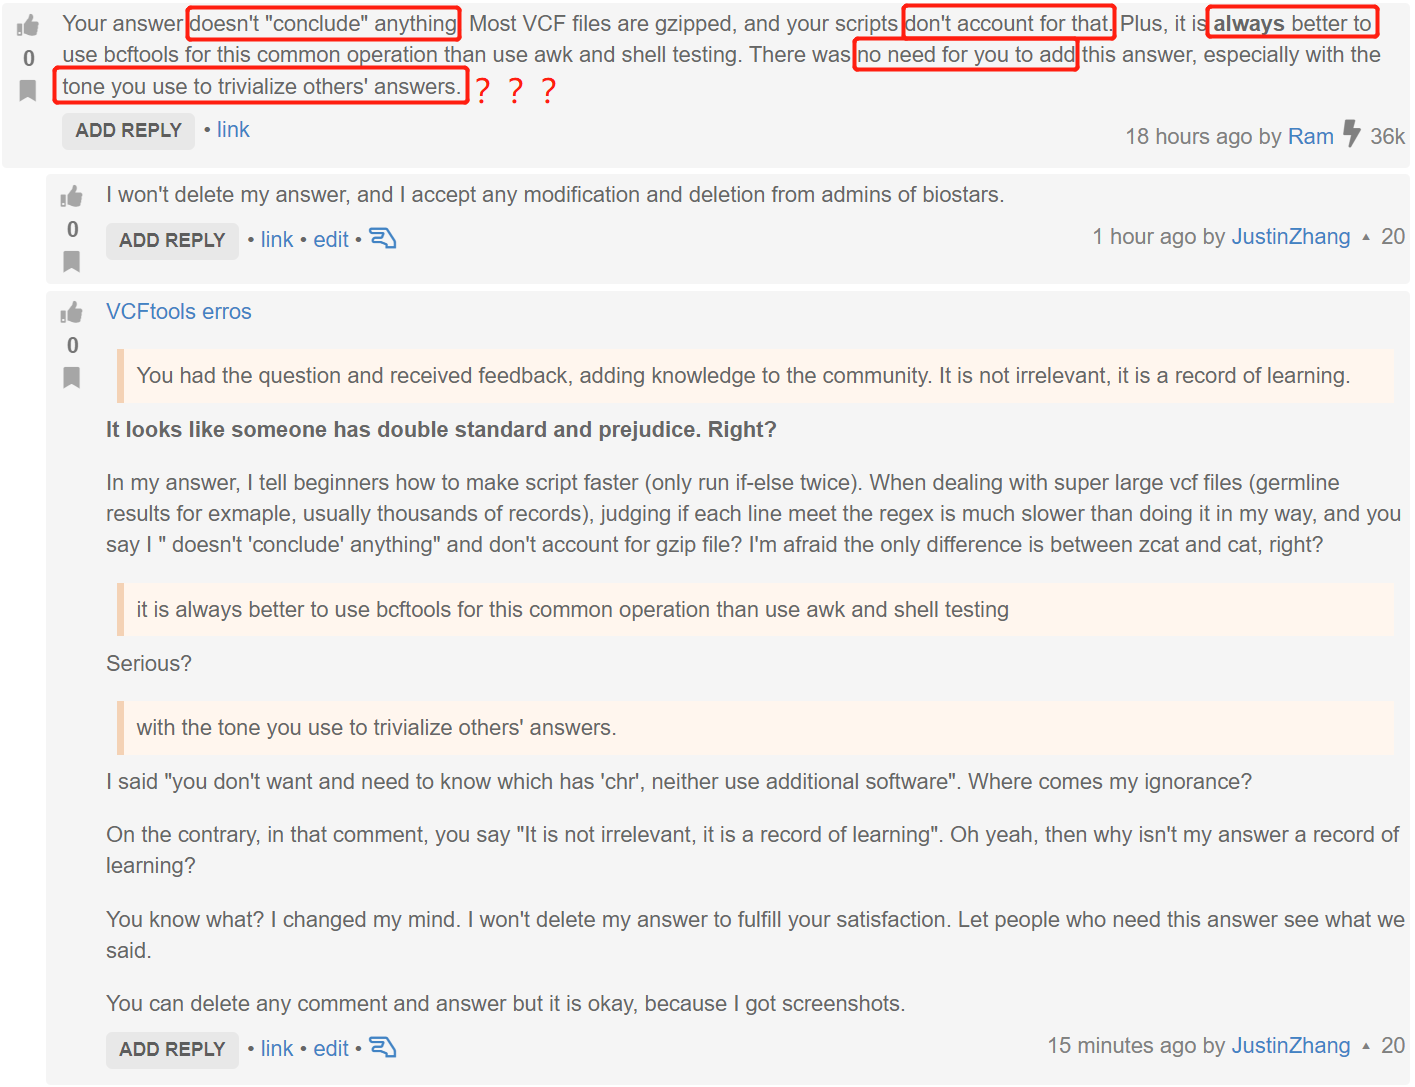 Your answer doesn't "conclude" anything. Most VCF files are gzipped, and your scripts don't account for that. Plus, it is always better to
use bcftools for this common operation than use awk and shell testing. There was no need for you to add this answer, especially with the
tone you use to trivialize others' answers. ? ? ?
0
ADD REPLY • link
18 hours ago by Ram 36k
I won't delete my answer, and I accept any modification and deletion from admins of biostars.
0
ADD REPLY • link • edit •
1 hour ago by JustinZhang ▲ 20
VCFtools erros
0
You had the question and received feedback, adding knowledge to the community. It is not irrelevant, it is a record of learning.
It looks like someone has double standard and prejudice. Right?
In my answer, I tell beginners how to make script faster (only run if-else twice). When dealing with super large vcf files (germline
results for exmaple, usually thousands of records), judging if each line meet the regex is much slower than doing it in my way, and you
say I " doesn't 'conclude' anything" and don't account for gzip file? I'm afraid the only difference is between zcat and cat, right?
it is always better to use bcftools for this common operation than use awk and shell testing
Serious?
with the tone you use to trivialize others' answers.
I said "you don't want and need to know which has 'chr', neither use additional software". Where comes my ignorance?
On the contrary, in that comment, you say "It is not irrelevant, it is a record of learning". Oh yeah, then why isn't my answer a record of
learning?
You know what? I changed my mind. I won't delete my answer to fulfill your satisfaction. Let people who need this answer see what we
said.
You can delete any comment and answer but it is okay, because I got screenshots.
ADD REPLY • link • edit •
15 minutes ago by JustinZhang ▲ 20